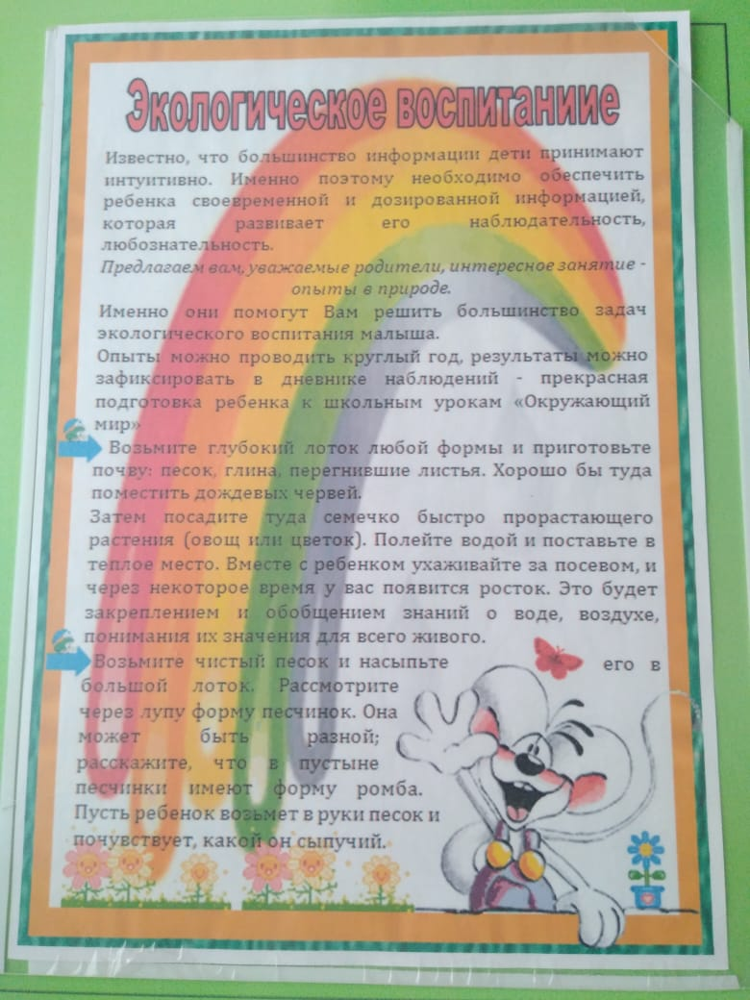 Экологическое воспитаниие
Известно, что большинство информации дети принимают
интуитивно. Именно поэтому необходимо обеспечить
ребенка своевременной и дозированной информацией,
которая развивает его наблюдательность,
любознательность.
Предлагаем вам, уважаемые родители, интересное занятие -
опыты в природе.
Именно они помогут Вам решить большинство задач
экологического воспитания малыша.
Опыты можно проводить круглый год, результаты можно
зафиксировать в дневнике наблюдений - прекрасная
подготовка ребенка к школьным урокам «Окружающий
мир»
Возьмите глубокий лоток любой формы и приготовьте
почву: песок, глина, перегнившие листья. Хорошо бы туда
поместить дождевых червей.
Затем посадите туда семечко быстро прорастающего
растения (овощ или цветок). Полейте водой и поставьте в
теплое место. Вместе с ребенком ухаживайте за посевом, и
через некоторое время у вас появится росток. Это будет
закреплением и обобщением знаний о воде, воздухе,
понимания их значения для всего живого.
Возьмите чистый песок и насыпьте его в
большой лоток. Рассмотрите
через лупу форму песчинок. Она
может быть разной;
расскажите, что в пустыне
песчинки имеют форму ромба.
Пусть ребенок возьмет в руки песок и
почувствует, какой он сыпучий.